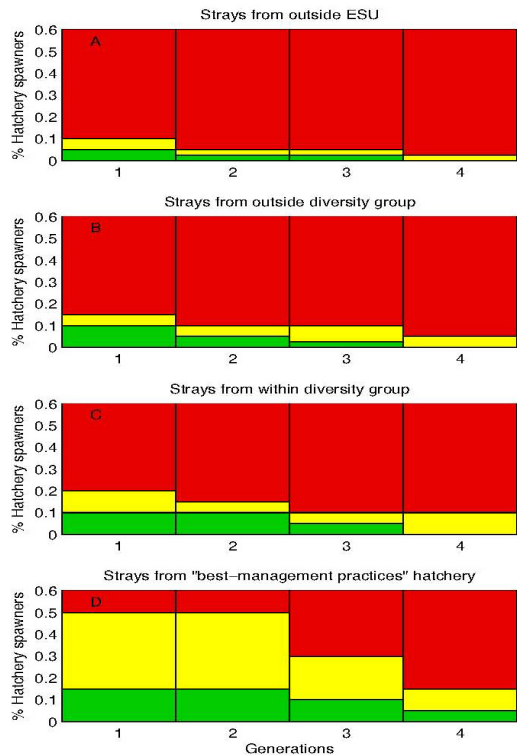 Strays from outside ESU
A
% Hatchery spawners
0.6
0.5
0.4
0.3
0.2
0.1
0
1 2 3 4
Strays from outside diversity group
B
% Hatchery spawners
0.6
0.5
0.4
0.3
0.2
0.1
0
1 2 3 4
Strays from within diversity group
C
% Hatchery spawners
0.6
0.5
0.4
0.3
0.2
0.1
0
1 2 3 4
Strays from "best−management practices" hatchery
D
% Hatchery spawners
0.6
0.5
0.4
0.3
0.2
0.1
0
1 2 3 4
Generations